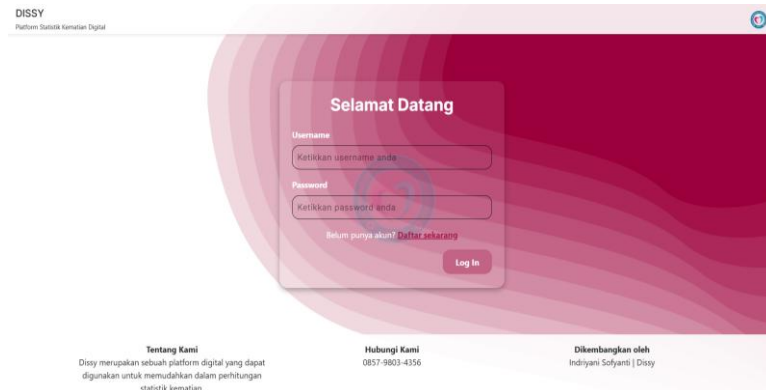 DISSY
Platform Statistik Kematian Digital
Selamat Datang
Username
Ketikkan username anda
Password
Ketikkan password anda
Belum punya akun? Daftar sekarang
Log In
Tentang Kami
Dissy merupakan sebuah platform digital yang dapat
digunakan untuk memudahkan dalam perhitungan
statistik kematian
Hubungi Kami
0857-9803-4356
Dikembangkan oleh
Indriyani Sofyanti | Dissy